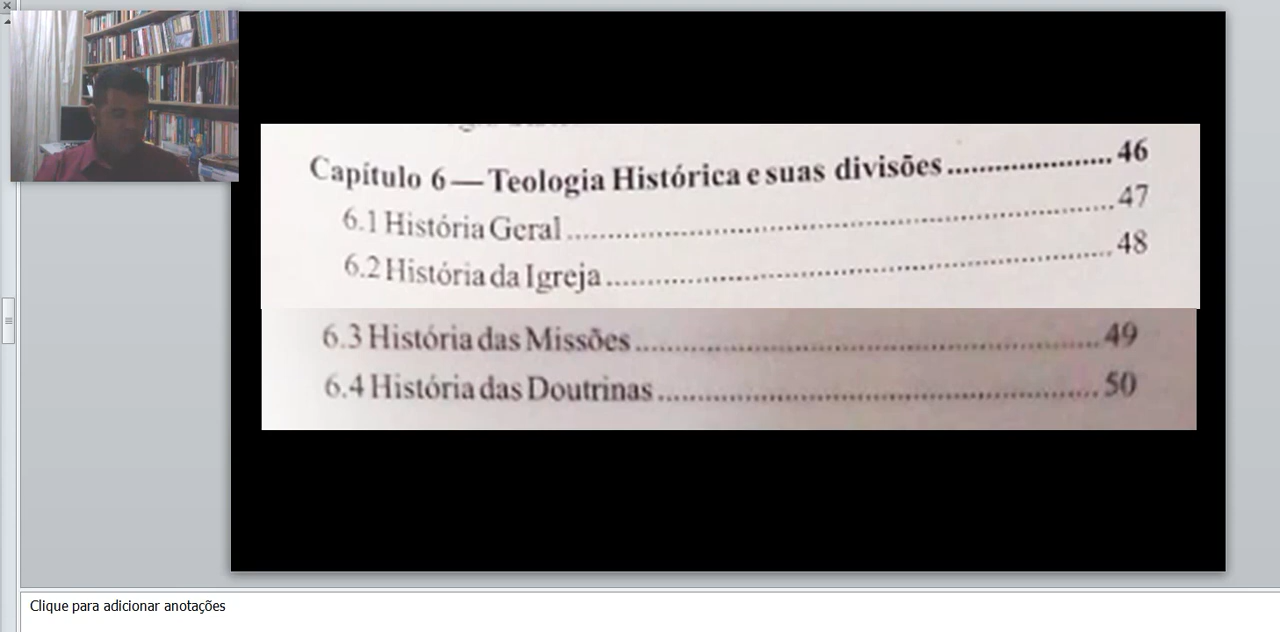 Capítulo 6 — Teologia Histórica e suas divisões .................... 46
6.1 História Geral .................... 47
6.2 História da Igreja .................... 48
6.3 História das Missões .................... 49
6.4 História das Doutrinas .................... 50
Clique para adicionar anotações